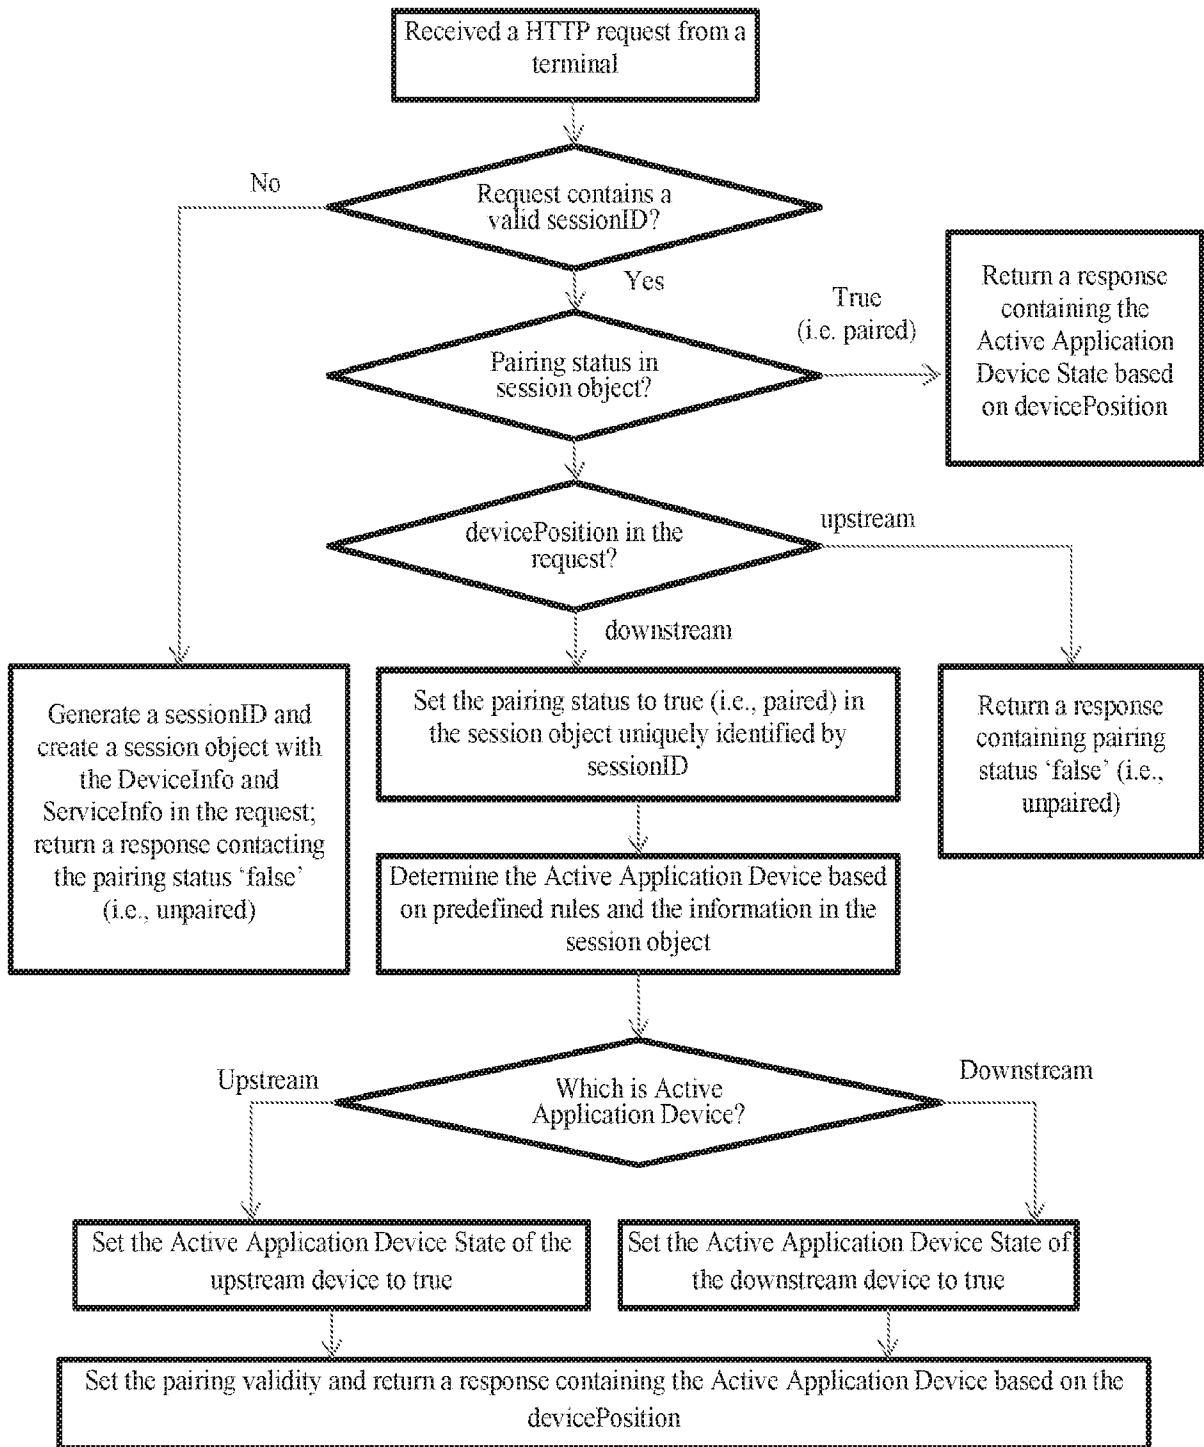 Received a HTTP request from a
terminal
No
Request contains a
valid sessionID?
Yes
True
(i.e. paired)
Return a response
containing the
Active Application
Device State based
on devicePosition
Pairing status in
session object?
devicePosition in the
request?
upstream
downstream
Generate a sessionID and
create a session object with
the DeviceInfo and
ServiceInfo in the request;
return a response contacting
the pairing status ‘false’
(i.e., unpaired)
Set the pairing status to true (i.e., paired) in
the session object uniquely identified by
sessionID
Return a response
containing pairing
status ‘false’ (i.e.,
unpaired)
Determine the Active Application Device based
on predefined rules and the information in the
session object
Upstream
Which is Active
Application Device?
Downstream
Set the Active Application Device State of the
upstream device to true
Set the Active Application Device State of
the downstream device to true
Set the pairing validity and return a response containing the Active Application Device based on the
devicePosition